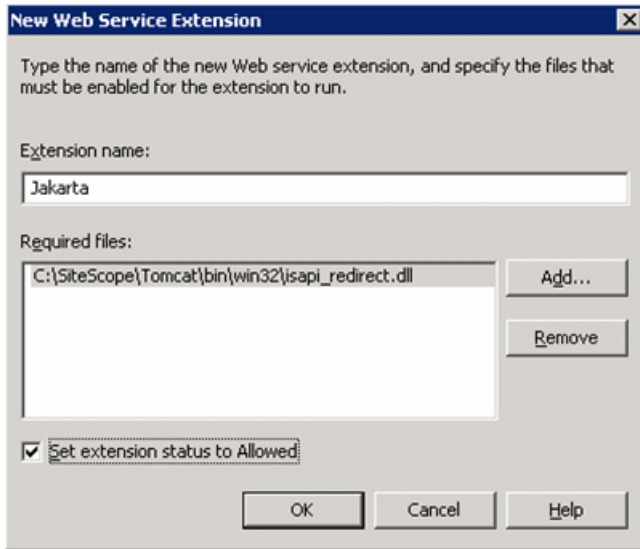 New Web Service Extension
Type the name of the new Web service extension, and specify the files that
must be enabled for the extension to run.
Extension name:
Jakarta
Required files:
C:\SiteScope\Tomcat\bin\win32\isapi_redirect.dll
Add...
Remove
Set extension status to Allowed
OK
Cancel
Help